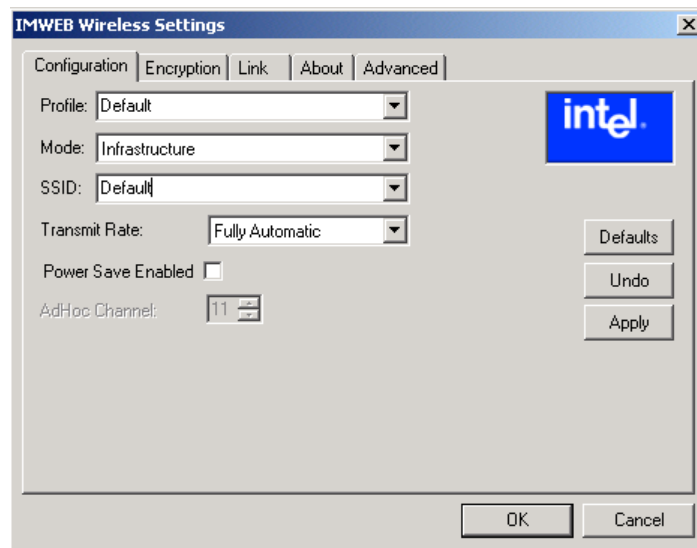 IMWEB Wireless Settings
Configuration Encryption Link About Advanced
Profile: Default
intel.
Mode: Infrastructure
SSID: Default
Transmit Rate: Fully Automatic
Defaults
Power Save Enabled
Undo
AdHoc Channel: 11
Apply
OK Cancel